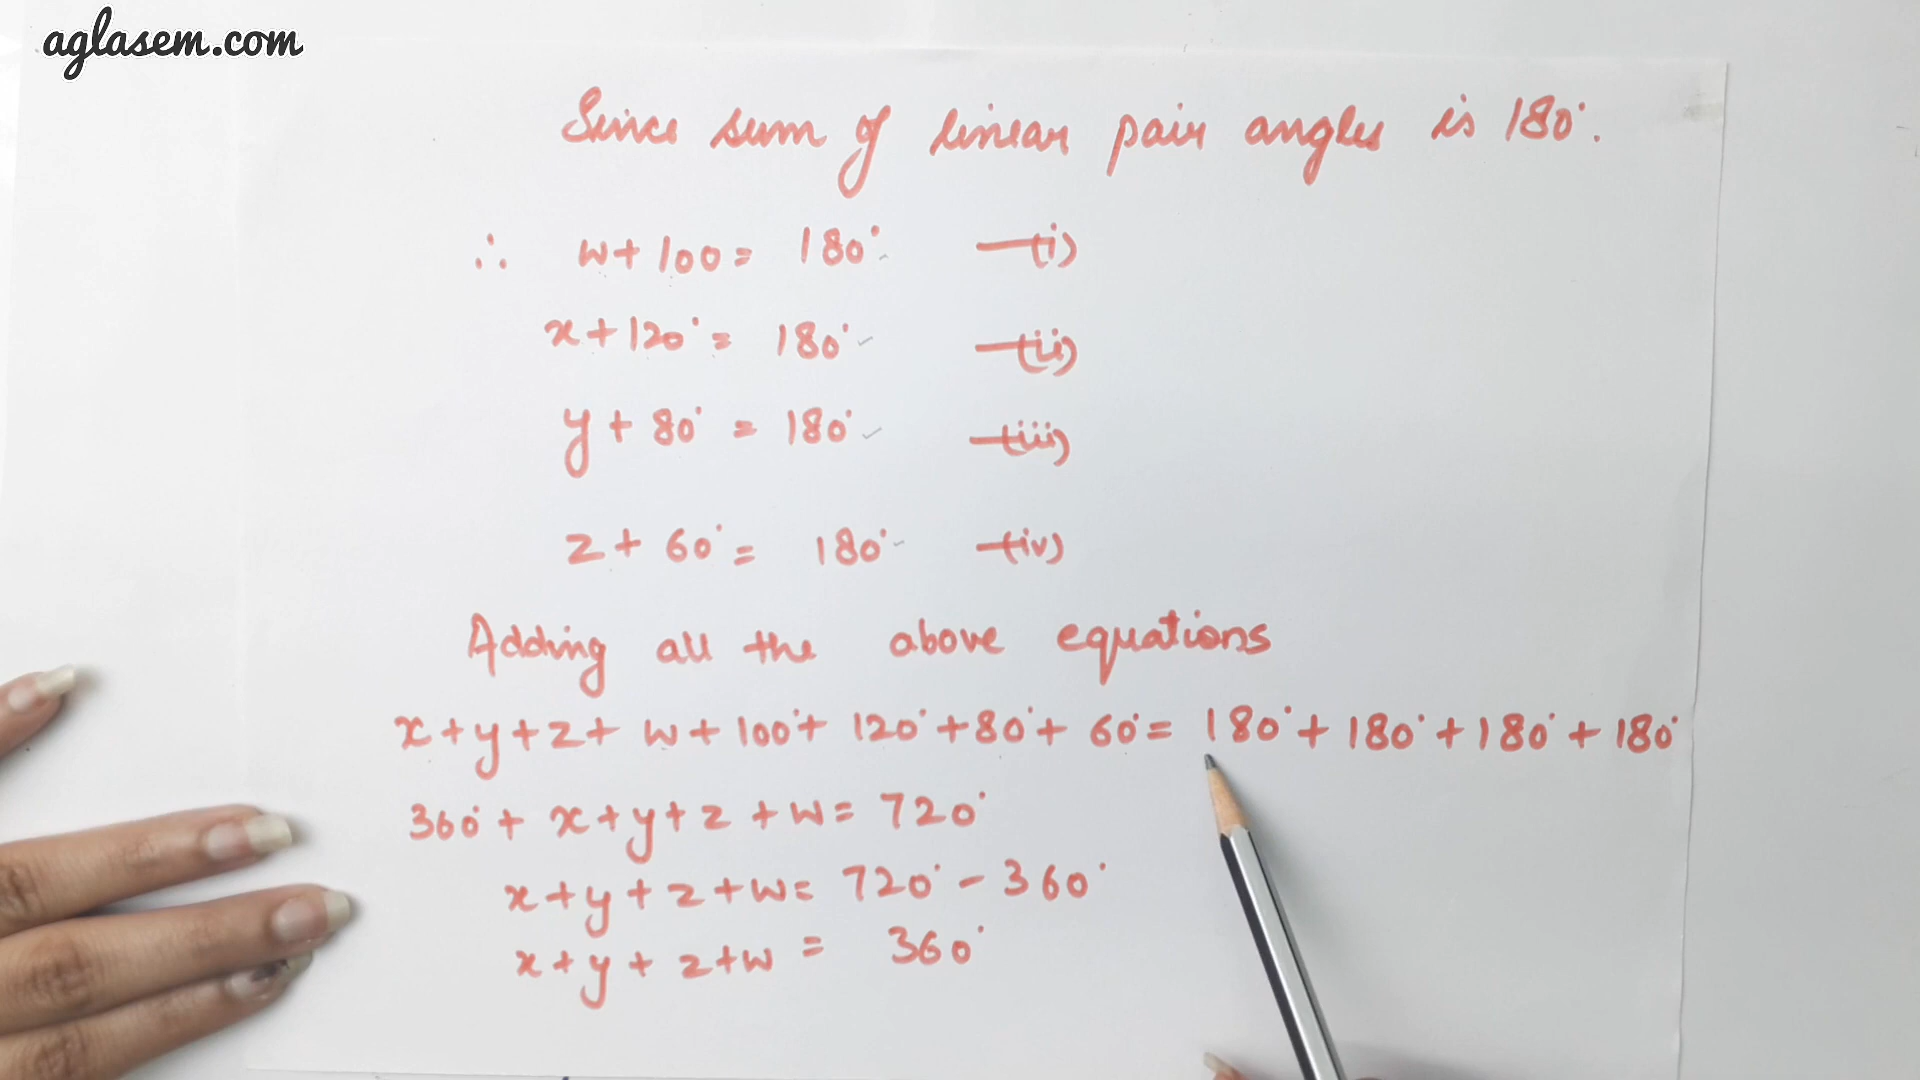 aglasem.com
Since sum of linear pair angles is 180°.
∴ w + 100 = 180° —(i)
x + 120° = 180° —(ii)
y + 80° = 180° —(iii)
z + 60° = 180° —(iv)
Adding all the above equations
x + y + z + w + 100° + 120° + 80° + 60° = 180° + 180° + 180° + 180°
360° + x + y + z + w = 720°
x + y + z + w = 720° - 360°
x + y + z + w = 360°